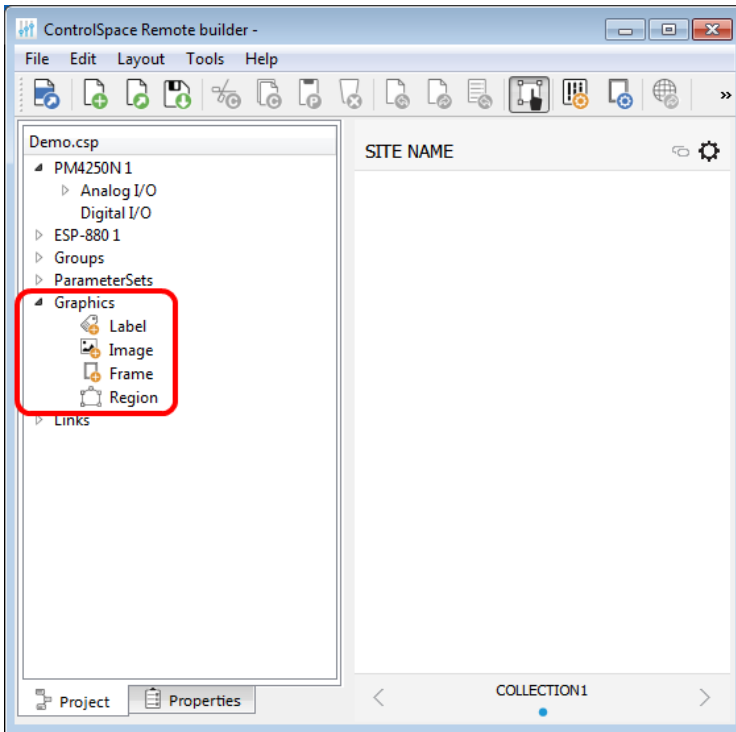 ControlSpace Remote builder -
File Edit Layout Tools Help
Demo.csp
PM4250N 1
Analog I/O
Digital I/O
ESP-880 1
Groups
ParameterSets
Graphics
Label
Image
Frame
Region
Links
Project Properties
SITE NAME
COLLECTION1